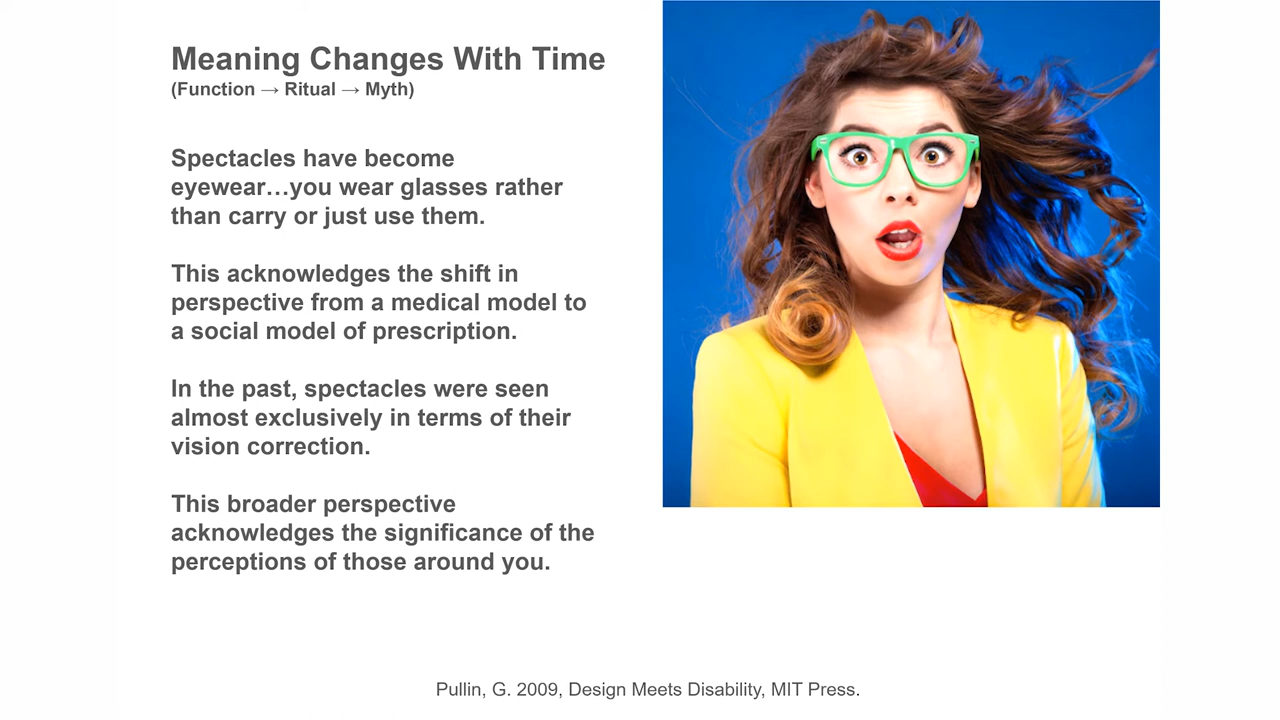 Meaning Changes With Time
(Function → Ritual → Myth)
Spectacles have become
eyewear…you wear glasses rather
than carry or just use them.
This acknowledges the shift in
perspective from a medical model to
a social model of prescription.
In the past, spectacles were seen
almost exclusively in terms of their
vision correction.
This broader perspective
acknowledges the significance of the
perceptions of those around you.
Pullin, G. 2009, Design Meets Disability, MIT Press.